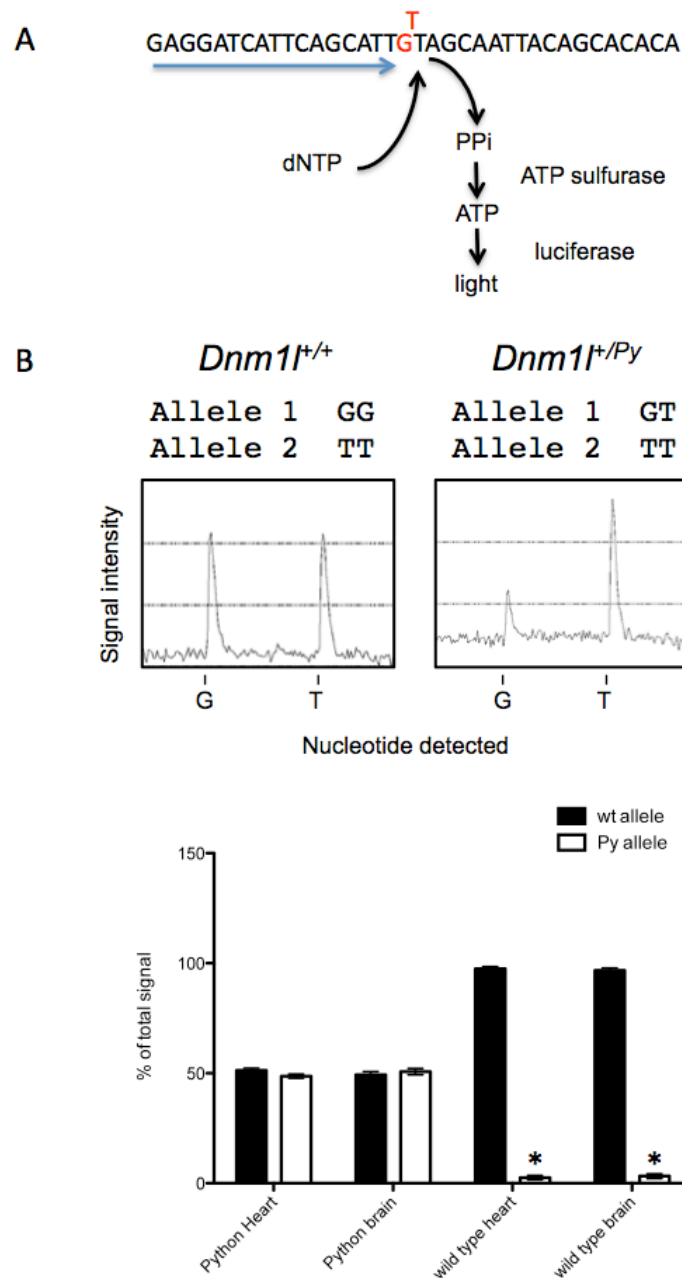 A
T
GAGGATCATTCAGCATTGTAGCAATTACAGCACACA
dNTP
PPi
ATP sulfurase
ATP
luciferase
light
B
Dnm1l+/+
Dnm1l+/Py
Allele 1 GG
Allele 2 TT
Allele 1 GT
Allele 2 TT
Signal intensity
G T
G T
Nucleotide detected
wt allele
Py allele
% of total signal
150
100
50
0
* *
Python Heart
Python brain
wild type heart
wild type brain